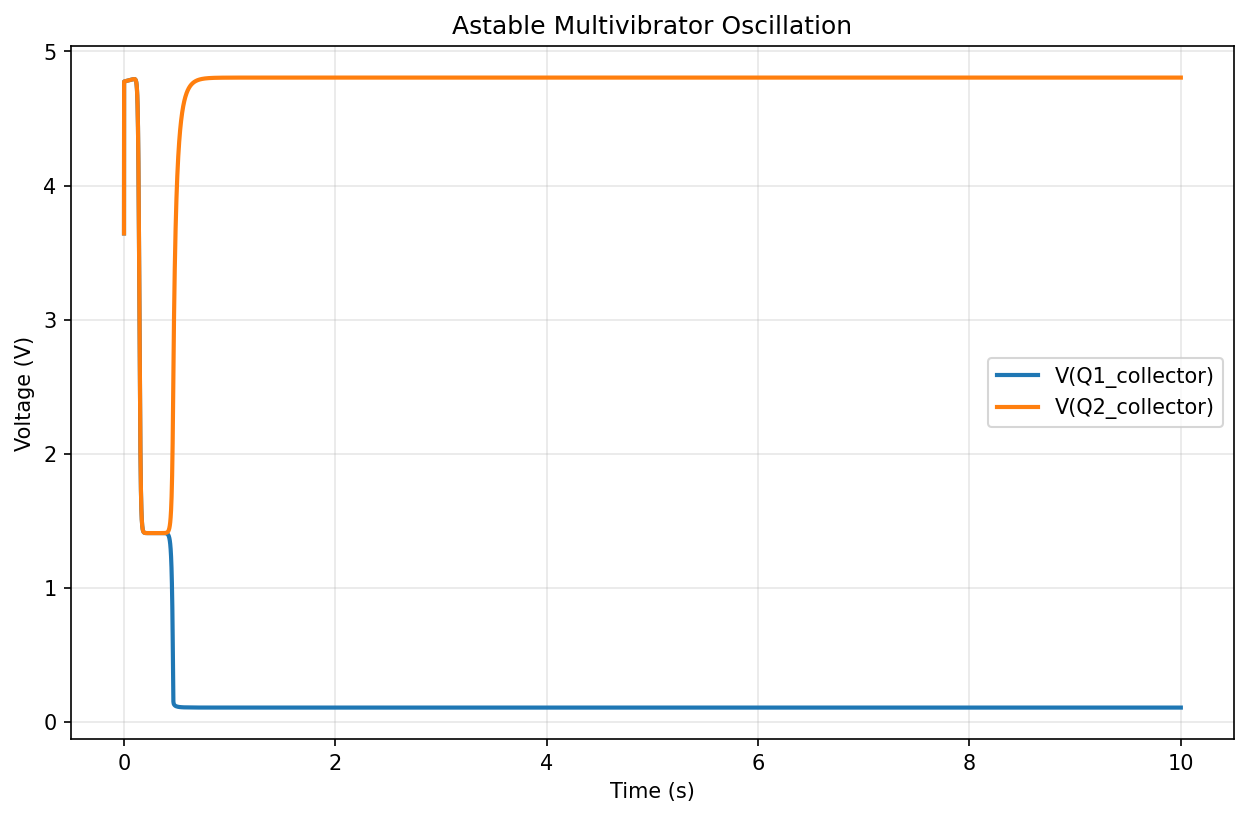 Astable Multivibrator Oscillation
Voltage (V)
5
4
3
2
1
0
V(Q1_collector)
V(Q2_collector)
0 2 4 6 8 10
Time (s)